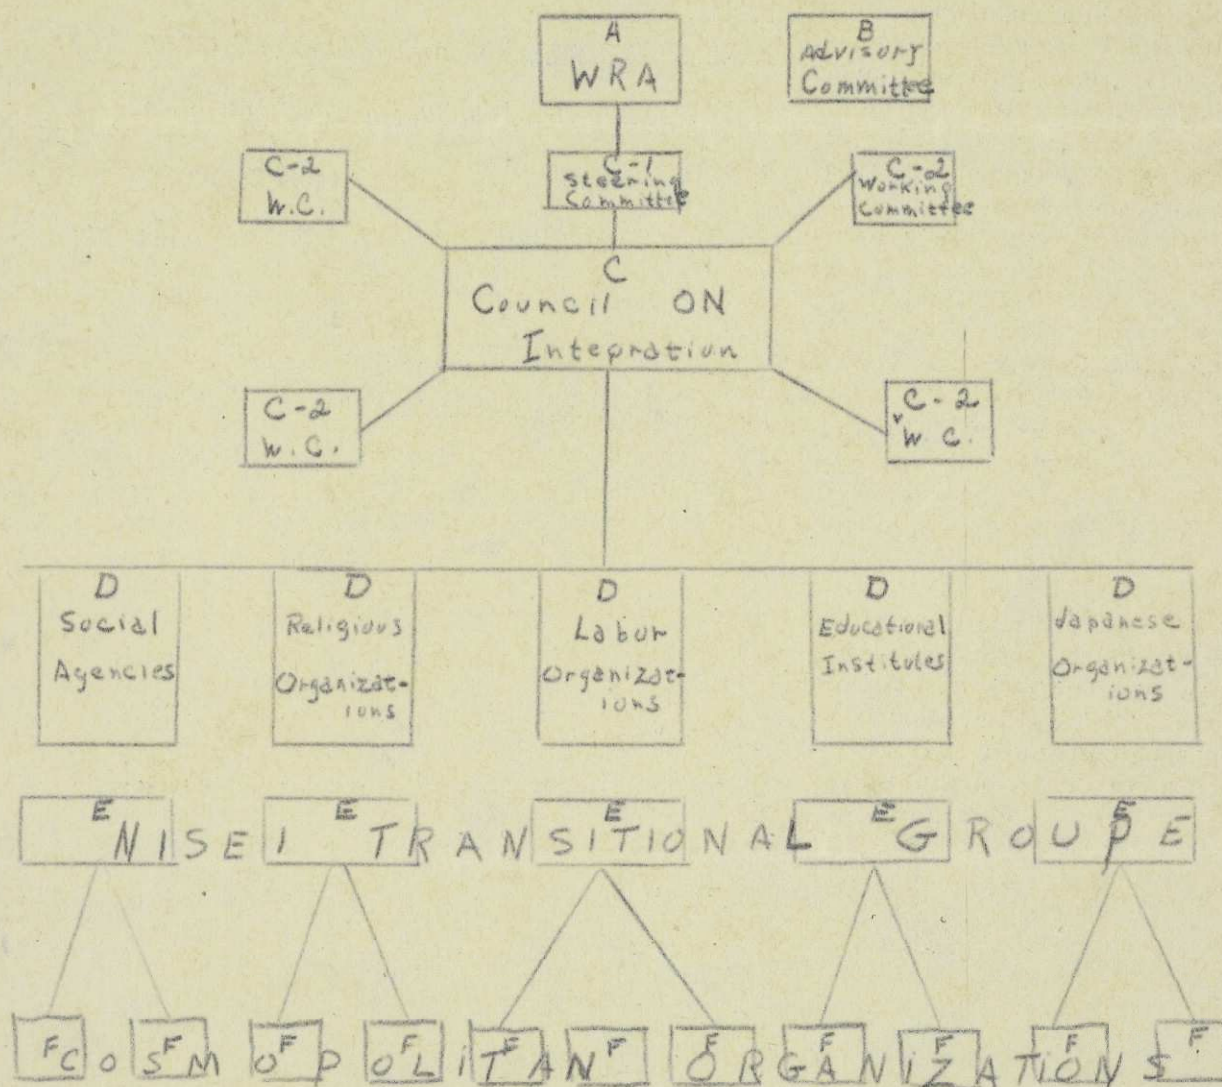 A
WRA
B
Advisory
Committee
C-2
W.C.
C-1
Steering
Committee
C-2
Working
Committee
C
Council ON
Integration
C-2
W.C.
C-2
W C.
D
Social
Agencies
D
Religious
Organizat-
ions
D
Labor
Organizat-
ions
D
Educational
Institutes
D
Japanese
Organizat-
ions
E E E E E
NISEI TRANSITIONAL GROUPE
F F F F F F F F F F F
COSMOPOLITAN ORGANIZATIONS